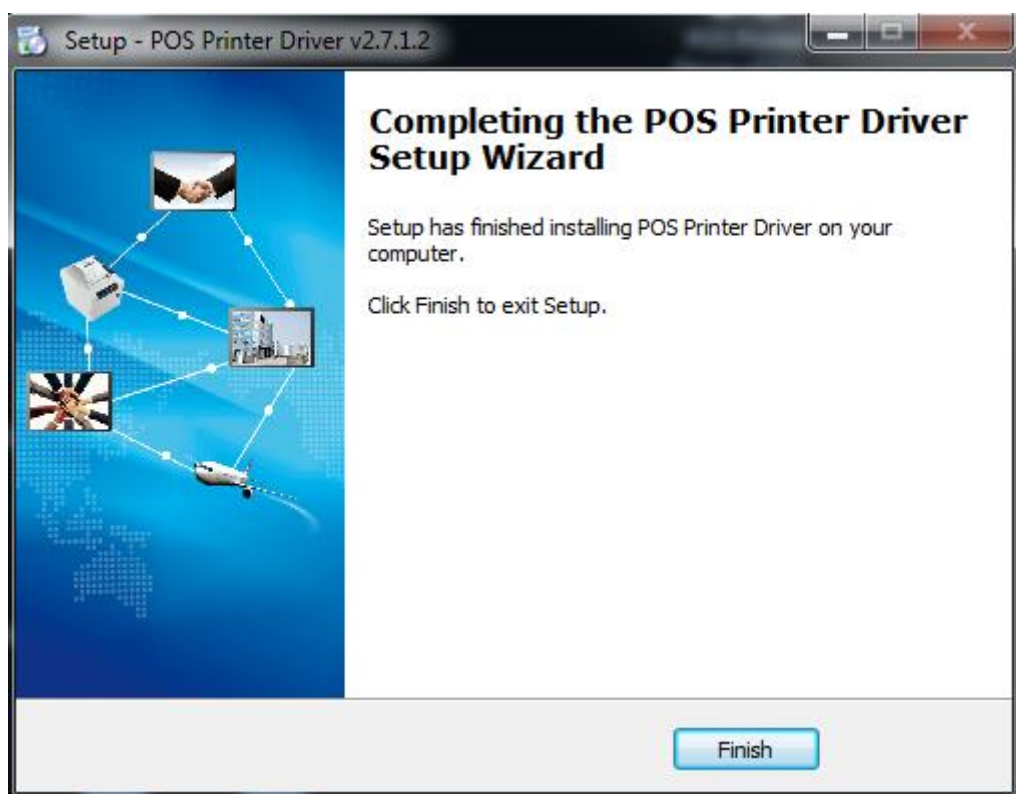 Setup - POS Printer Driver v2.7.1.2
Completing the POS Printer Driver
Setup Wizard
Setup has finished installing POS Printer Driver on your
computer.
Click Finish to exit Setup.
Finish